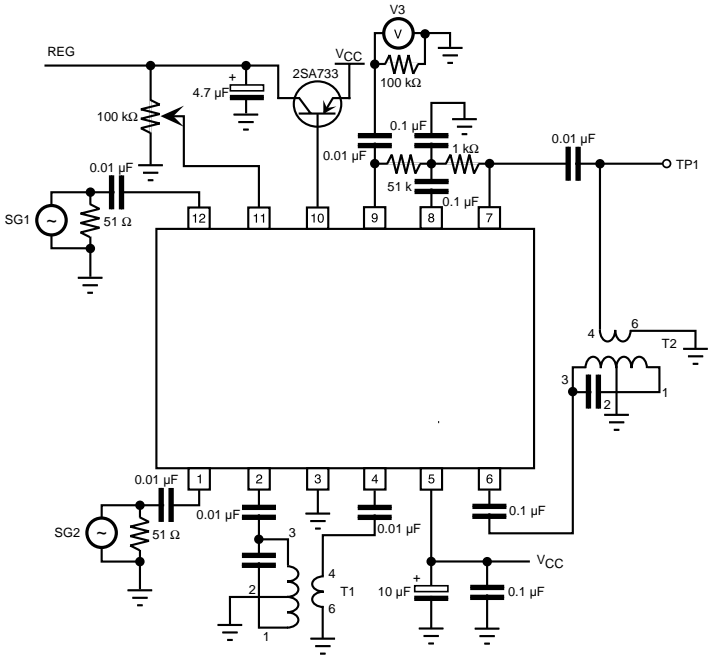 V3
V
REG
VCC
2SA733
100 kΩ
+
4.7 µF
100 kΩ
0.1 µF
0.01 µF
1 kΩ
0.01 µF
TP1
0.01 µF
51 k
0.1 µF
SG1
~
51 Ω
12
11
10
9
8
7
4
6
T2
3
2
1
0.01 µF
1
2
3
4
5
6
SG2
~
51 Ω
0.01 µF
0.01 µF
0.1 µF
3
VCC
4
2
T1
+
10 µF
0.1 µF
6
1